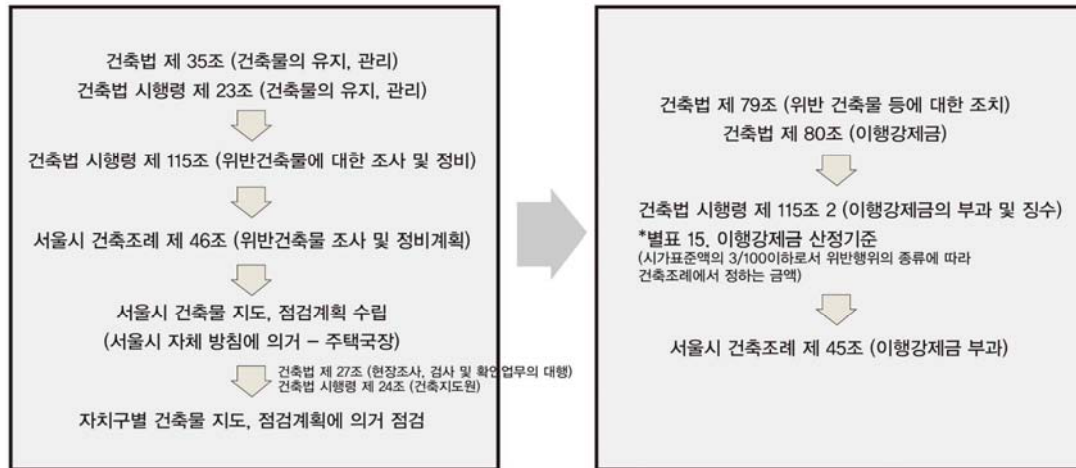 건축법 제 35조 (건축물의 유지, 관리)
건축법 시행령 제 23조 (건축물의 유지, 관리)
건축법 시행령 제 115조 (위반건축물에 대한 조사 및 정비)
서울시 건축조례 제 46조 (위반건축물 조사 및 정비계획)
서울시 건축물 지도, 점검계획 수립
(서울시 자체 방침에 의거 – 주택국장)
건축법 제 27조 (현장조사, 검사 및 확인업무의 대행)
건축법 시행령 제 24조 (건축지도원)
자치구별 건축물 지도, 점검계획에 의거 점검
건축법 제 79조 (위반 건축물 등에 대한 조치)
건축법 제 80조 (이행강제금)
건축법 시행령 제 115조 2 (이행강제금의 부과 및 징수)
*별표 15. 이행강제금 산정기준
(시가표준액의 3/100이하로서 위반행위의 종류에 따라
건축조례에서 정하는 금액)
서울시 건축조례 제 45조 (이행강제금 부과)